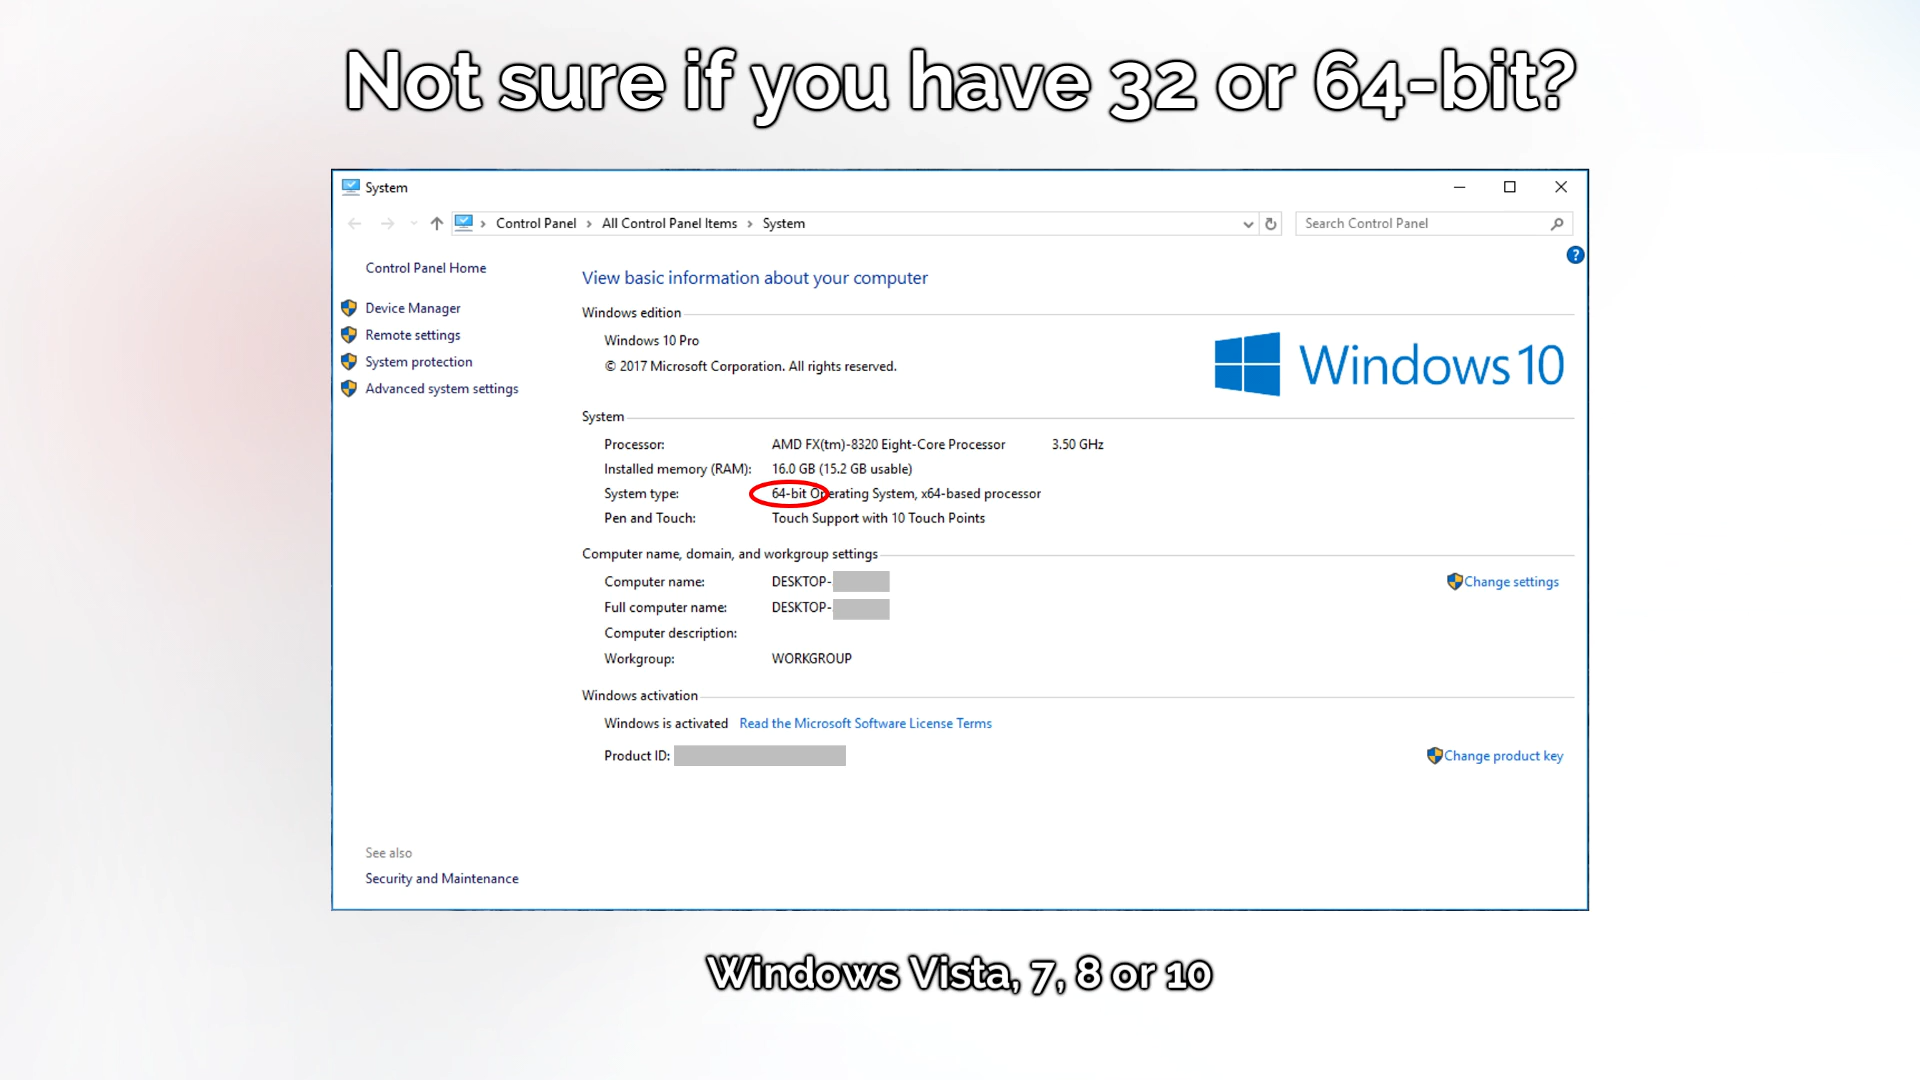 Not sure if you have 32 or 64-bit?
System
Control Panel › All Control Panel Items › System
Search Control Panel
?
Control Panel Home
Device Manager
Remote settings
System protection
Advanced system settings
View basic information about your computer
Windows edition
Windows 10 Pro
© 2017 Microsoft Corporation. All rights reserved.
Windows 10
System
Processor: AMD FX(tm)-8320 Eight-Core Processor 3.50 GHz
Installed memory (RAM): 16.0 GB (15.2 GB usable)
System type: 64-bit Operating System, x64-based processor
Pen and Touch: Touch Support with 10 Touch Points
Computer name, domain, and workgroup settings
Computer name: DESKTOP-
Change settings
Full computer name: DESKTOP-
Computer description:
Workgroup: WORKGROUP
Windows activation
Windows is activated Read the Microsoft Software License Terms
Product ID:
Change product key
See also
Security and Maintenance
Windows Vista, 7, 8 or 10